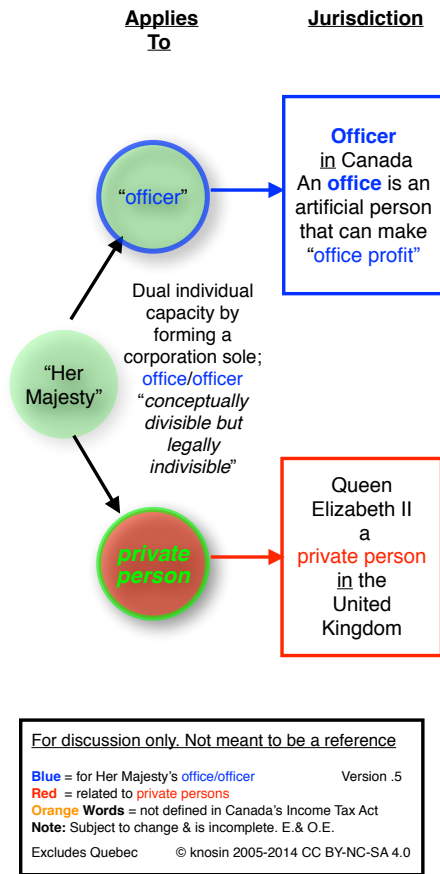 Applies
To
Jurisdiction
“officer”
Officer
in Canada
An office is an
artificial person
that can make
“office profit”
Dual individual
capacity by
forming a
corporation sole;
office/officer
“conceptually
divisible but
legally
indivisible”
“Her
Majesty”
private
person
Queen
Elizabeth II
a
private person
in the
United
Kingdom
For discussion only. Not meant to be a reference
Blue = for Her Majesty’s office/officer Version .5
Red = related to private persons
Orange Words = not defined in Canada’s Income Tax Act
Note: Subject to change & is incomplete. E.& O.E.
Excludes Quebec © knosin 2005-2014 CC BY-NC-SA 4.0